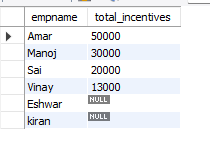 empname total_incentives
Amar 50000
Manoj 30000
Sai 20000
Vinay 13000
Eshwar NULL
kiran NULL